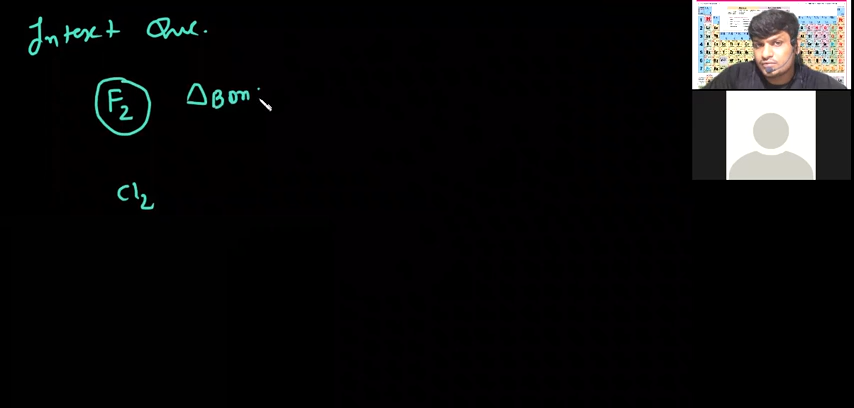 Intext Que.
F2 ΔBon
Cl2